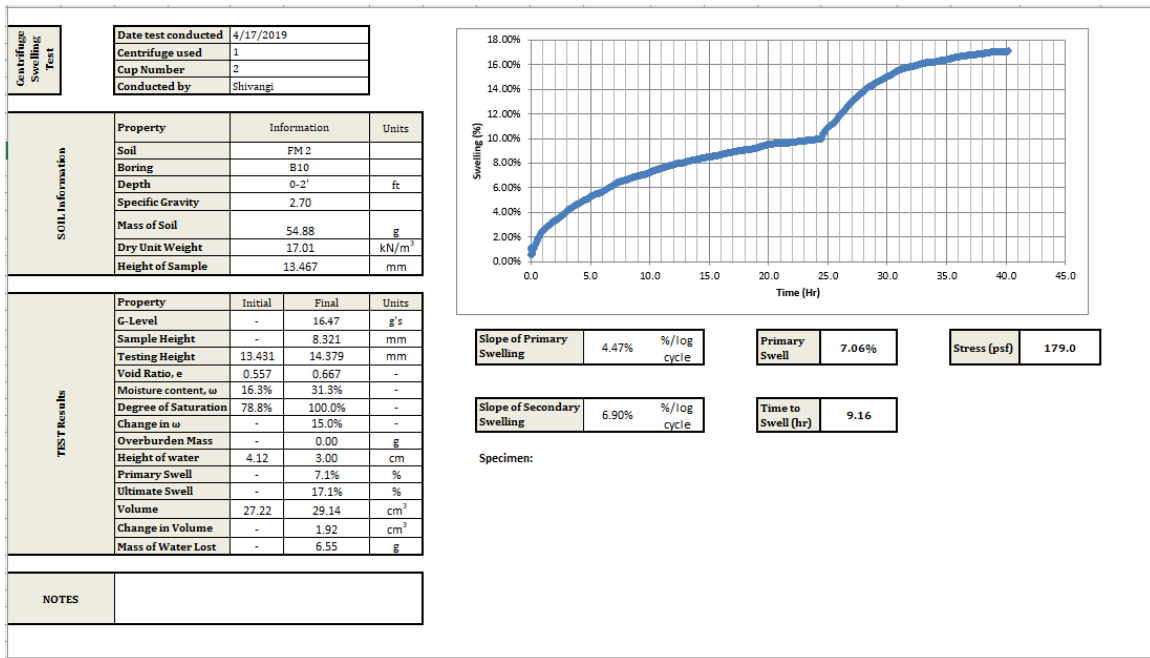 Centrifuge
Swelling
Test
Date test conducted 4/17/2019
Centrifuge used 1
Cup Number 2
Conducted by Shivangi
SOIL Information
Property Information Units
Soil FM 2
Boring B10
Depth 0-2' ft
Specific Gravity 2.70
Mass of Soil 54.88 g
Dry Unit Weight 17.01 kN/m³
Height of Sample 13.467 mm
TEST Results
Property Initial Final Units
G-Level - 16.47 g's
Sample Height - 8.321 mm
Testing Height 13.431 14.379 mm
Void Ratio, e 0.557 0.667 -
Moisture content, ω 16.3% 31.3% -
Degree of Saturation 78.8% 100.0% -
Change in ω - 15.0% -
Overburden Mass - 0.00 g
Height of water 4.12 3.00 cm
Primary Swell - 7.1% %
Ultimate Swell - 17.1% %
Volume 27.22 29.14 cm³
Change in Volume - 1.92 cm³
Mass of Water Lost - 6.55 g
NOTES
Swelling (%)
18.00%
16.00%
14.00%
12.00%
10.00%
8.00%
6.00%
4.00%
2.00%
0.00%
0.0 5.0 10.0 15.0 20.0 25.0 30.0 35.0 40.0 45.0
Time (Hr)
Slope of Primary
Swelling
4.47%
%/log
cycle
Primary
Swell
7.06%
Stress (psf) 179.0
Slope of Secondary
Swelling
6.90%
%/log
cycle
Time to
Swell (hr)
9.16
Specimen: